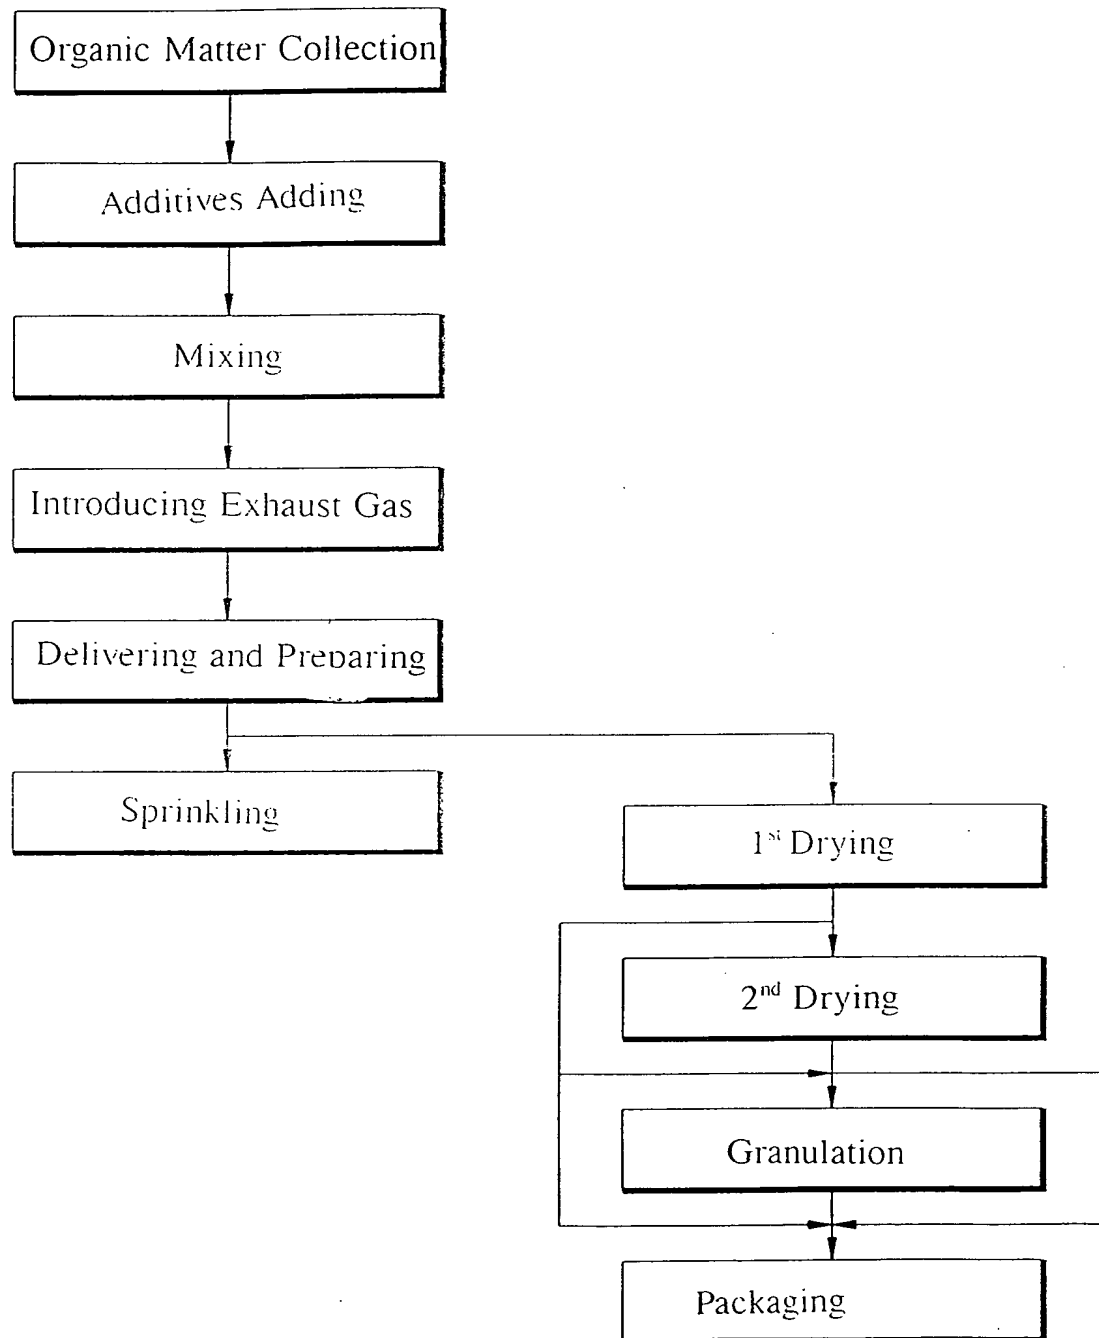 Organic Matter Collection
Additives Adding
Mixing
Introducing Exhaust Gas
Delivering and Preparing
Sprinkling
1st Drying
2nd Drying
Granulation
Packaging